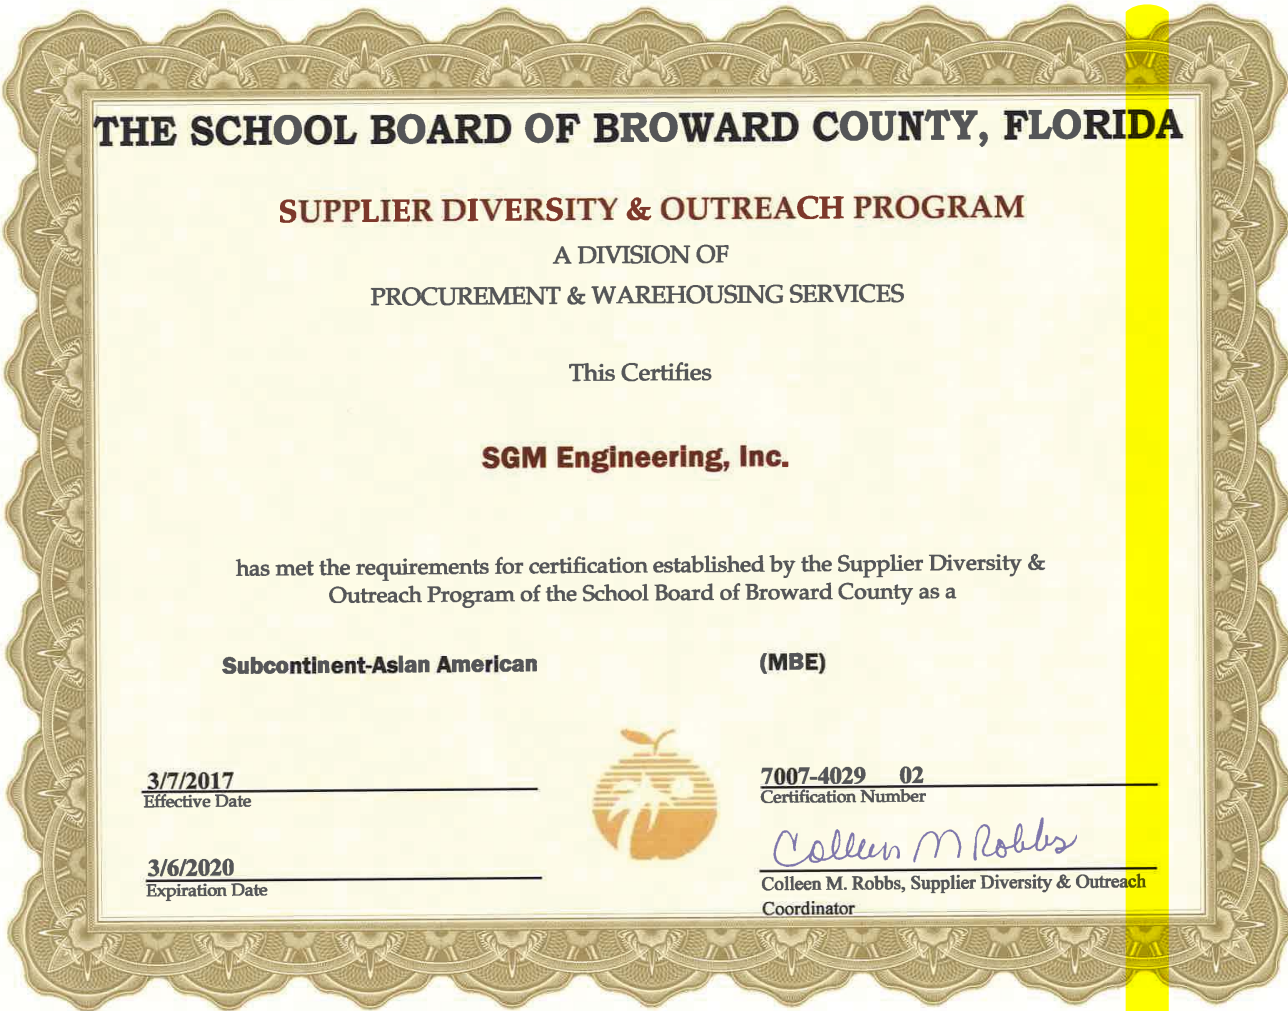 THE SCHOOL BOARD OF BROWARD COUNTY, FLORIDA
SUPPLIER DIVERSITY & OUTREACH PROGRAM
A DIVISION OF
PROCUREMENT & WAREHOUSING SERVICES
This Certifies
SGM Engineering, Inc.
has met the requirements for certification established by the Supplier Diversity &
Outreach Program of the School Board of Broward County as a
Subcontinent-Asian American (MBE)
3/7/2017
Effective Date
7007-4029 02
Certification Number
Colleen M Robbs
3/6/2020
Expiration Date
Colleen M. Robbs, Supplier Diversity & Outreach
Coordinator